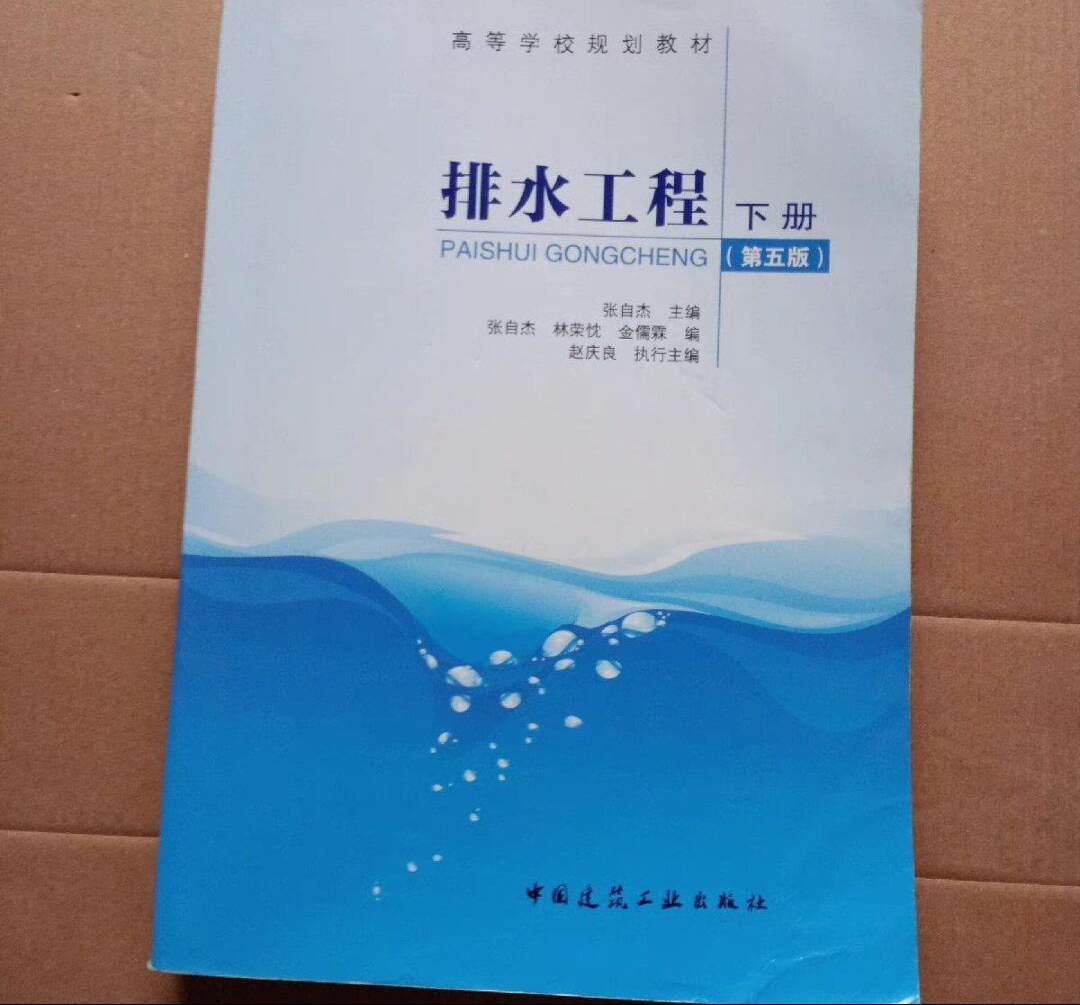 高等学校规划教材
排水工程 下册
PAISHUI GONGCHENG (第五版)
张自杰 主编
张自杰 林荣忱 金儒霖 编
赵庆良 执行主编
中国建筑工业出版社